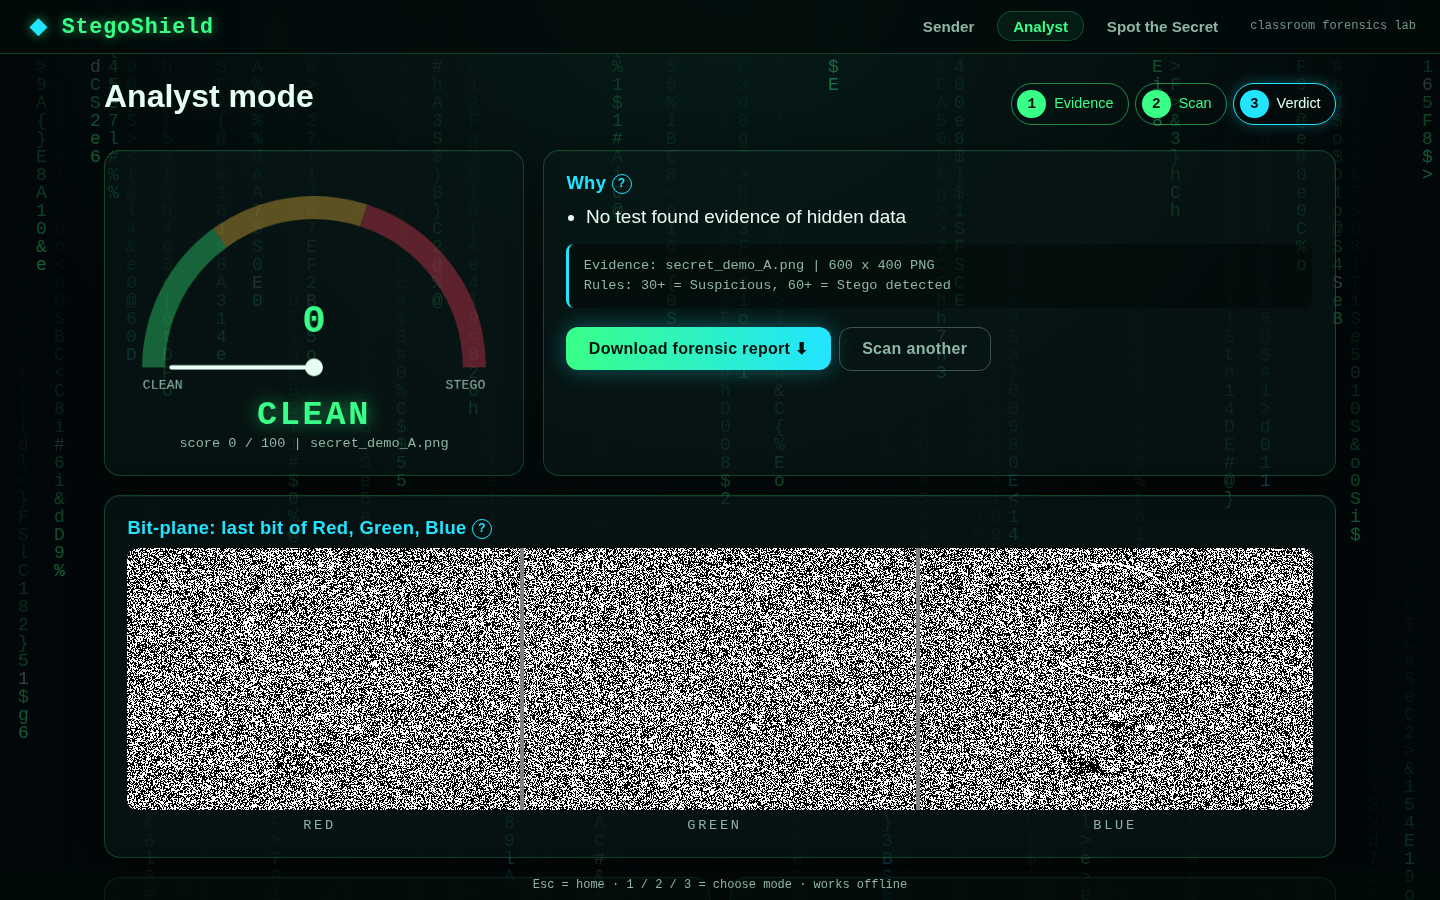 ◆ StegoShield
Sender
Analyst
Spot the Secret
classroom forensics lab
Analyst mode
1 Evidence
2 Scan
3 Verdict
0
CLEAN
STEGO
CLEAN
score 0 / 100 | secret_demo_A.png
Why ?
• No test found evidence of hidden data
Evidence: secret_demo_A.png | 600 x 400 PNG
Rules: 30+ = Suspicious, 60+ = Stego detected
Download forensic report ⬇
Scan another
Bit-plane: last bit of Red, Green, Blue ?
RED
GREEN
BLUE
Esc = home · 1 / 2 / 3 = choose mode · works offline